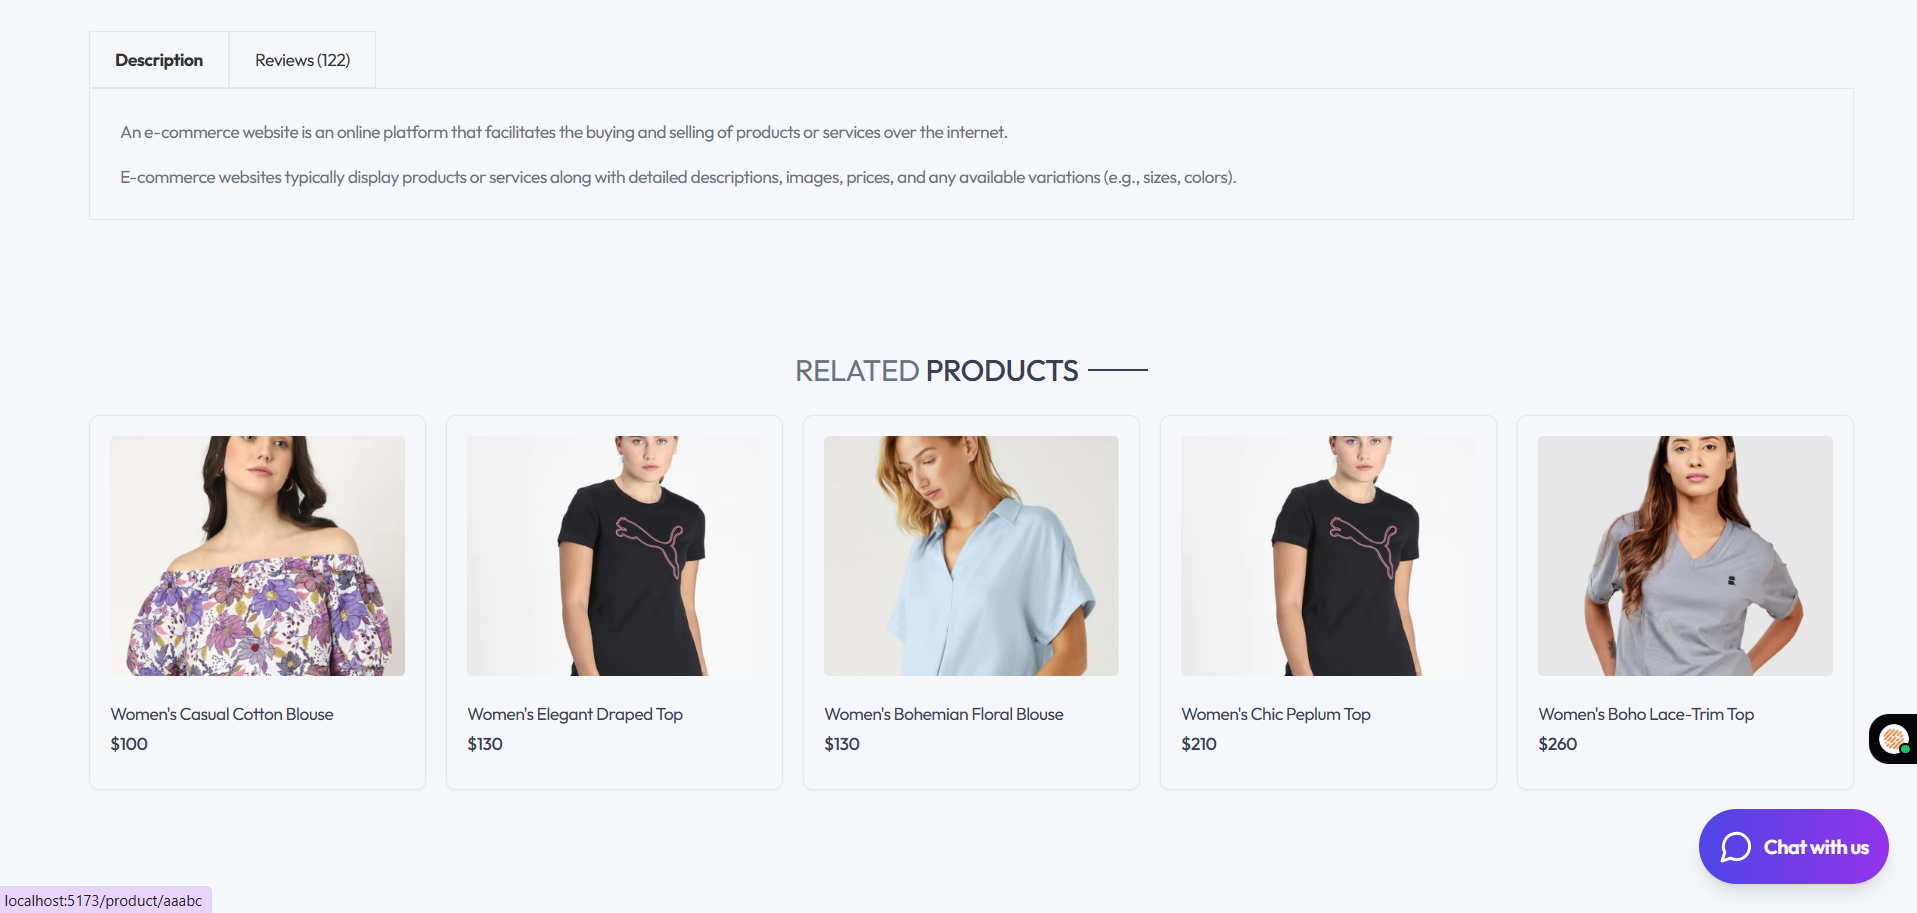 Description
Reviews (122)
An e-commerce website is an online platform that facilitates the buying and selling of products or services over the internet.
E-commerce websites typically display products or services along with detailed descriptions, images, prices, and any available variations (e.g., sizes, colors).
RELATED PRODUCTS
Women's Casual Cotton Blouse
$100
Women's Elegant Draped Top
$130
Women's Bohemian Floral Blouse
$130
Women's Chic Peplum Top
$210
Women's Boho Lace-Trim Top
$260
Chat with us
localhost:5173/product/aaabc